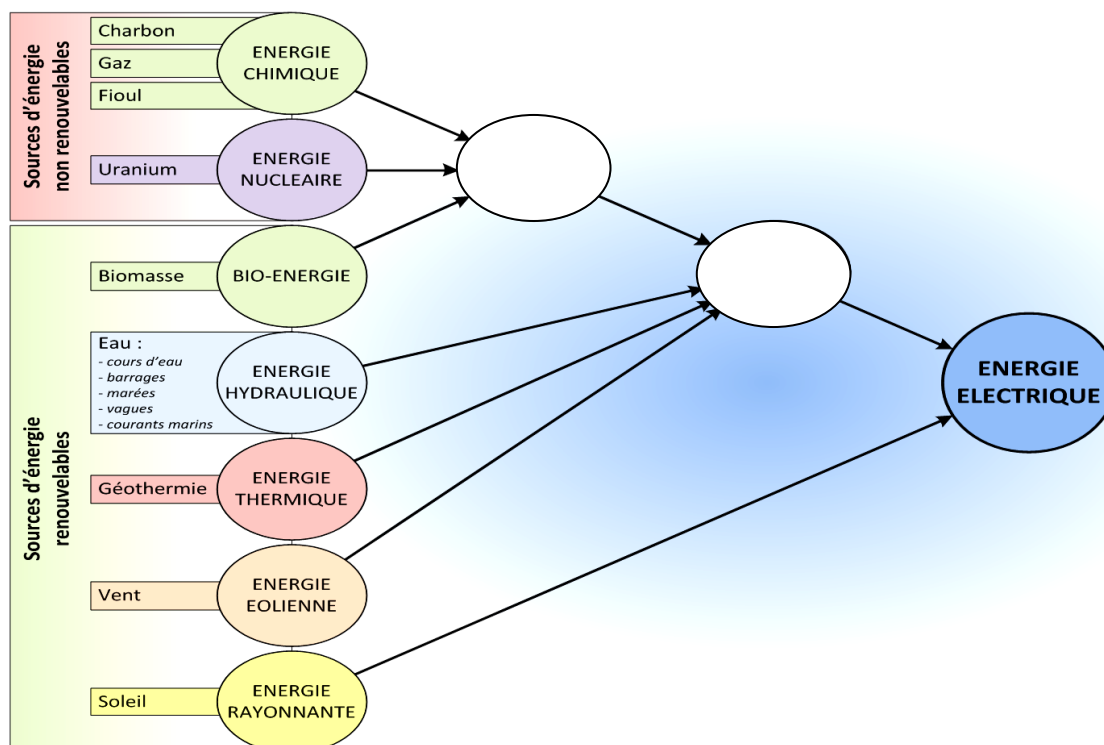 Sources d'énergie
non renouvelables
Charbon
Gaz
Fioul
ENERGIE
CHIMIQUE
Uranium
ENERGIE
NUCLEAIRE
Sources d'énergie
renouvelables
Biomasse
BIO-ENERGIE
Eau :
- cours d'eau
- barrages
- marées
- vagues
- courants marins
ENERGIE
HYDRAULIQUE
Géothermie
ENERGIE
THERMIQUE
Vent
ENERGIE
EOLIENNE
Soleil
ENERGIE
RAYONNANTE
ENERGIE
ELECTRIQUE